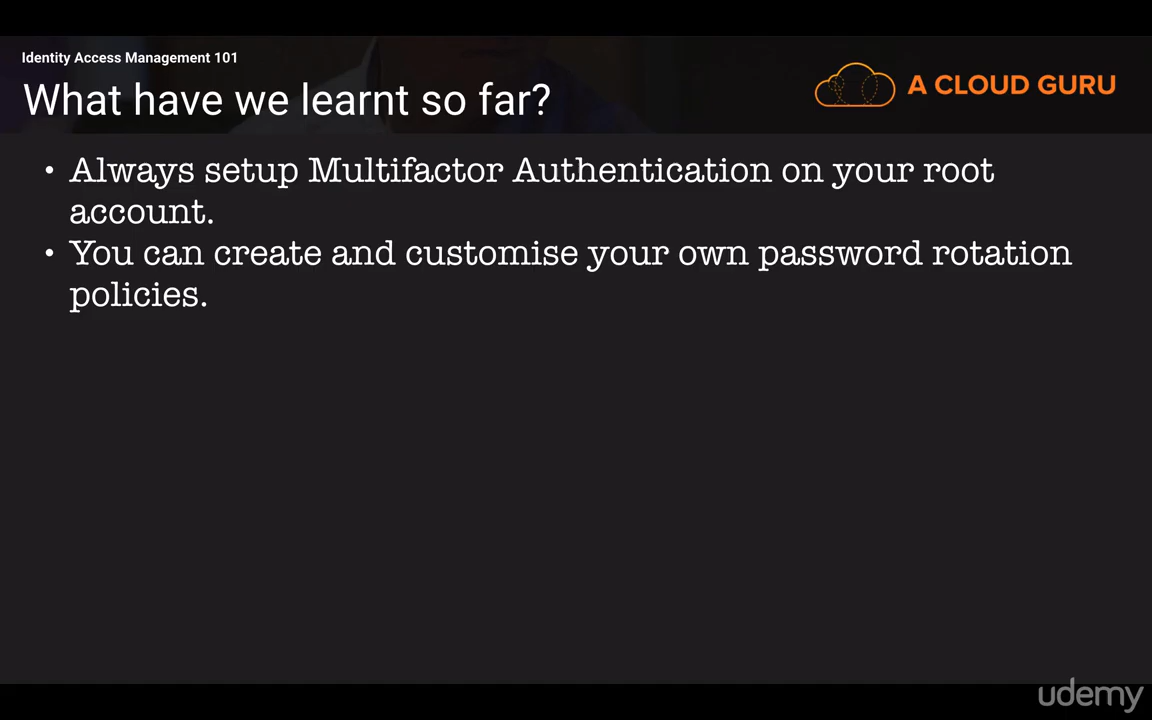 Identity Access Management 101
What have we learnt so far?
A CLOUD GURU
• Always setup Multifactor Authentication on your root
account.
• You can create and customise your own password rotation
policies.
udemy